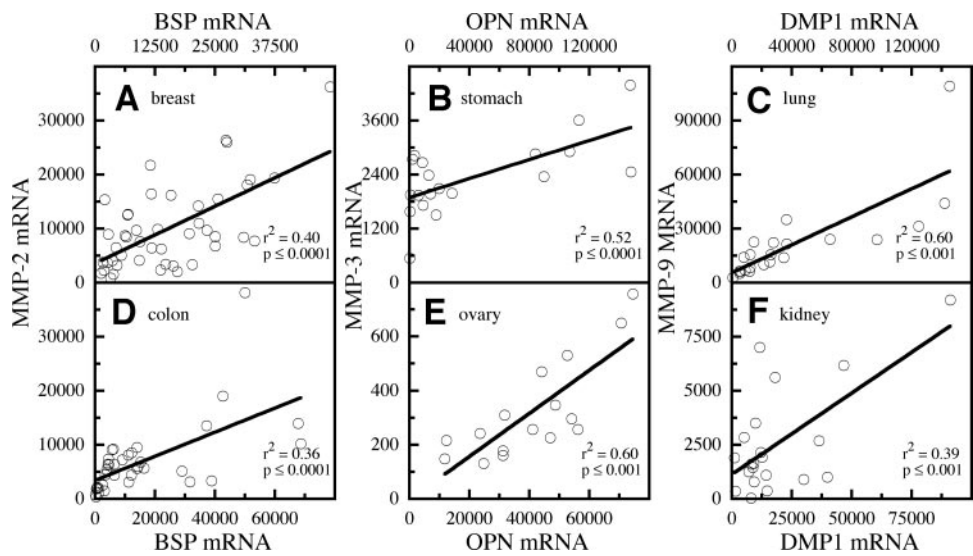 BSP mRNA
OPN mRNA
DMP1 mRNA
0 12500 25000 37500
0 40000 80000 120000
0 40000 80000 120000
MMP-2 mRNA
30000
20000
10000
0
30000
20000
10000
0
A breast
r² = 0.40
p ≤ 0.0001
D colon
r² = 0.36
p ≤ 0.0001
MMP-3 mRNA
3600
2400
1200
0
600
400
200
0
B stomach
r² = 0.52
p ≤ 0.0001
E ovary
r² = 0.60
p ≤ 0.001
MMP-9 MRNA
90000
60000
30000
0
7500
5000
2500
0
C lung
r² = 0.60
p ≤ 0.001
F kidney
r² = 0.39
p ≤ 0.001
0 20000 40000 60000
0 20000 40000 60000
0 25000 50000 75000
BSP mRNA
OPN mRNA
DMP1 mRNA